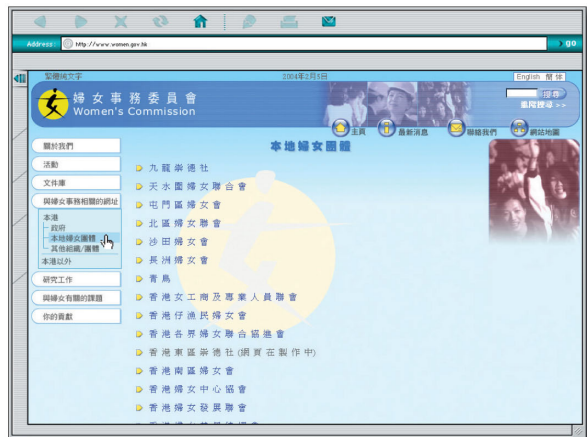 Address: http://www.women.gov.hk
go
繁體純文字
2004年2月5日
English 簡体
婦女事務委員會
Women's Commission
搜尋
進階搜尋 >>
主頁
最新消息
聯絡我們
網站地圖
關於我們
活動
文件庫
與婦女事務相關的網址
本港
政府
本地婦女團體
其他組織/團體
本港以外
研究工作
與婦女有關的課題
你的貢獻
本地婦女團體
九龍崇德社
天水圍婦女聯合會
屯門區婦女會
北區婦女聯會
沙田婦女會
長洲婦女會
青鳥
香港女工商及專業人員聯會
香港仔漁民婦女會
香港各界婦女聯合協進會
香港東區崇德社(網頁在製作中)
香港南區婦女會
香港婦女中心協會
香港婦女發展聯會